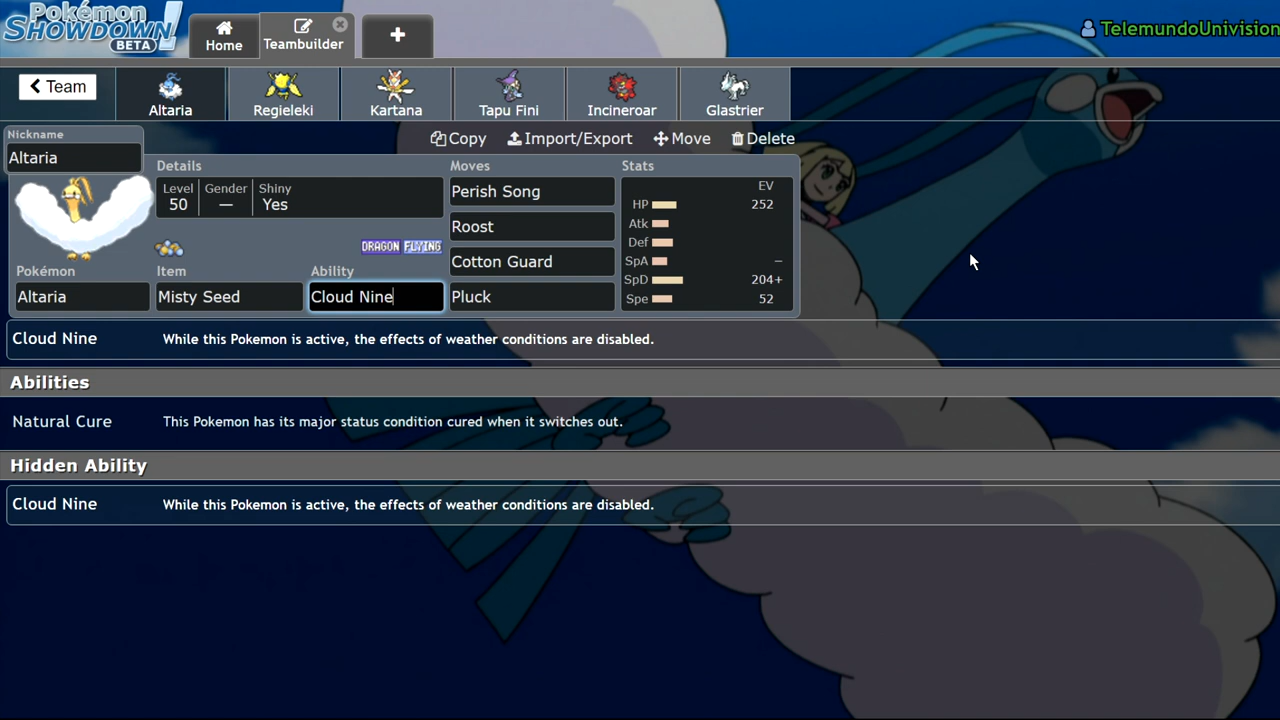 Pokémon
SHOWDOWN!
BETA
Home
Teambuilder
+
TelemundoUnivision
Team
Altaria
Regieleki
Kartana
Tapu Fini
Incineroar
Glastrier
Copy
Import/Export
Move
Delete
Nickname
Altaria
Details
Level
50
Gender
—
Shiny
Yes
DRAGON FLYING
Pokémon
Altaria
Item
Misty Seed
Ability
Cloud Nine
Moves
Perish Song
Roost
Cotton Guard
Pluck
Stats
EV
HP 252
Atk
Def
SpA –
SpD 204+
Spe 52
Cloud Nine While this Pokemon is active, the effects of weather conditions are disabled.
Abilities
Natural Cure This Pokemon has its major status condition cured when it switches out.
Hidden Ability
Cloud Nine While this Pokemon is active, the effects of weather conditions are disabled.